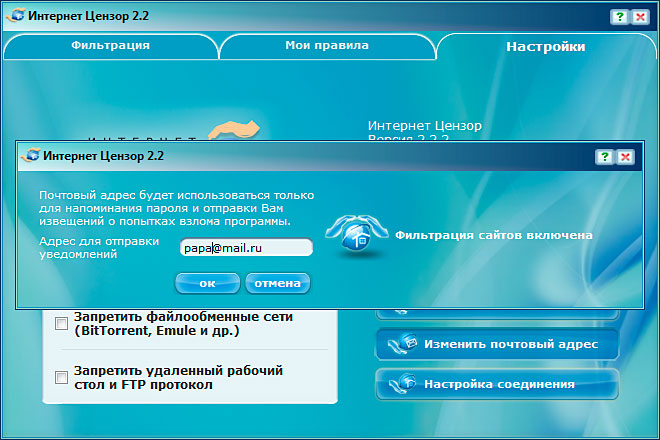 Интернет Цензор 2.2
Фильтрация
Мои правила
Настройки
ИНТЕРНЕТ
Интернет Цензор
Версия 2.2.2
Интернет Цензор 2.2
Почтовый адрес будет использоваться только
для напоминания пароля и отправки Вам
извещений о попытках взлома программы.
Адрес для отправки
уведомлений
papa@mail.ru
Фильтрация сайтов включена
ок
отмена
Запретить файлообменные сети
(BitTorrent, Emule и др.)
Запретить удаленный рабочий
стол и FTP протокол
Изменить почтовый адрес
Настройка соединения